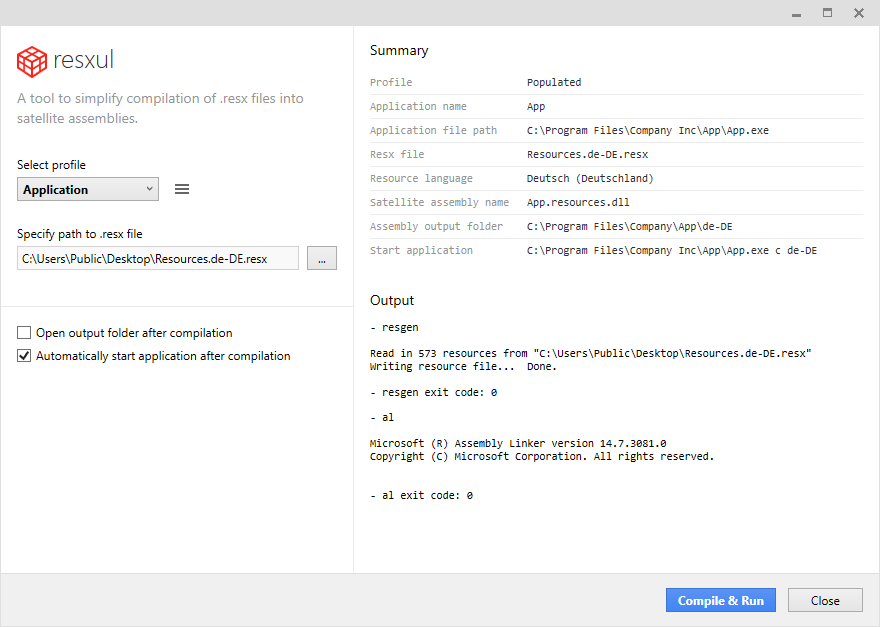 resxul
A tool to simplify compilation of .resx files into
satellite assemblies.
Select profile
Application
Specify path to .resx file
C:\Users\Public\Desktop\Resources.de-DE.resx
...
Open output folder after compilation
Automatically start application after compilation
Summary
Profile Populated
Application name App
Application file path C:\Program Files\Company Inc\App\App.exe
Resx file Resources.de-DE.resx
Resource language Deutsch (Deutschland)
Satellite assembly name App.resources.dll
Assembly output folder C:\Program Files\Company\App\de-DE
Start application C:\Program Files\Company Inc\App\App.exe c de-DE
Output
- resgen
Read in 573 resources from "C:\Users\Public\Desktop\Resources.de-DE.resx"
Writing resource file... Done.
- resgen exit code: 0
- al
Microsoft (R) Assembly Linker version 14.7.3081.0
Copyright (C) Microsoft Corporation. All rights reserved.
- al exit code: 0
Compile & Run
Close